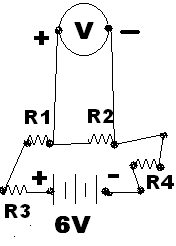 + V −
R1 R2
+ - R4
R3
6V